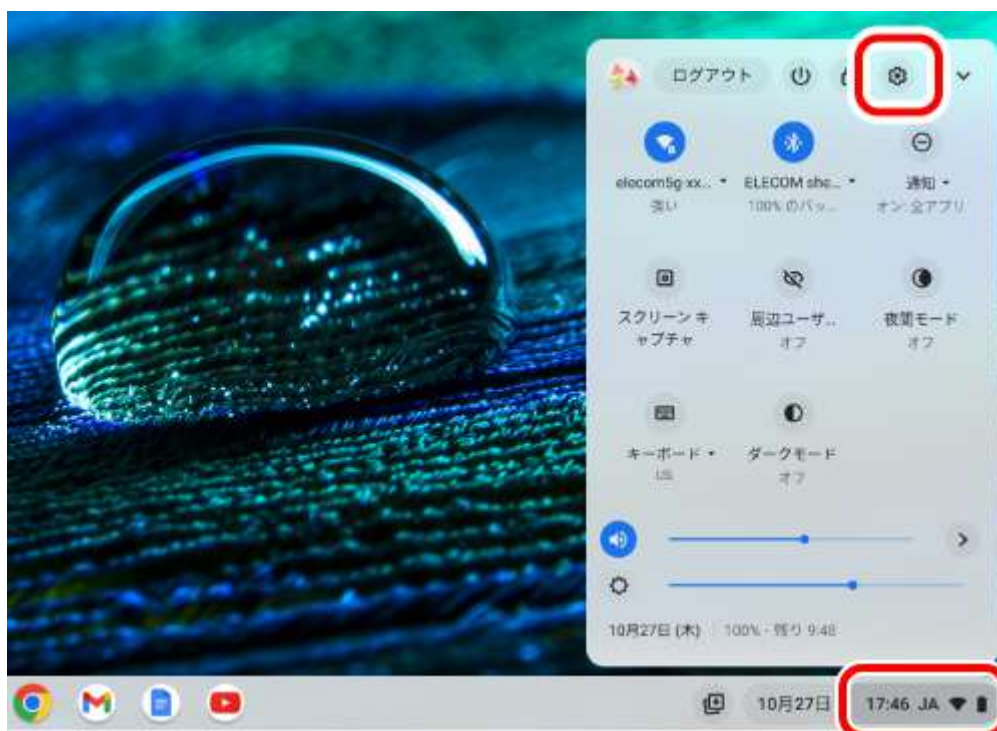 ログアウト
elecom5g-xx...
ELECOM she...
通知
強い
100% のバッ...
オン: 全アプリ
スクリーン キ
ャプチャ
周辺ユーザ...
オフ
夜間モード
オフ
キーボード
US
ダークモード
オフ
10月27日 (木)
100% - 残り 9:48
10月27日
17:46 JA